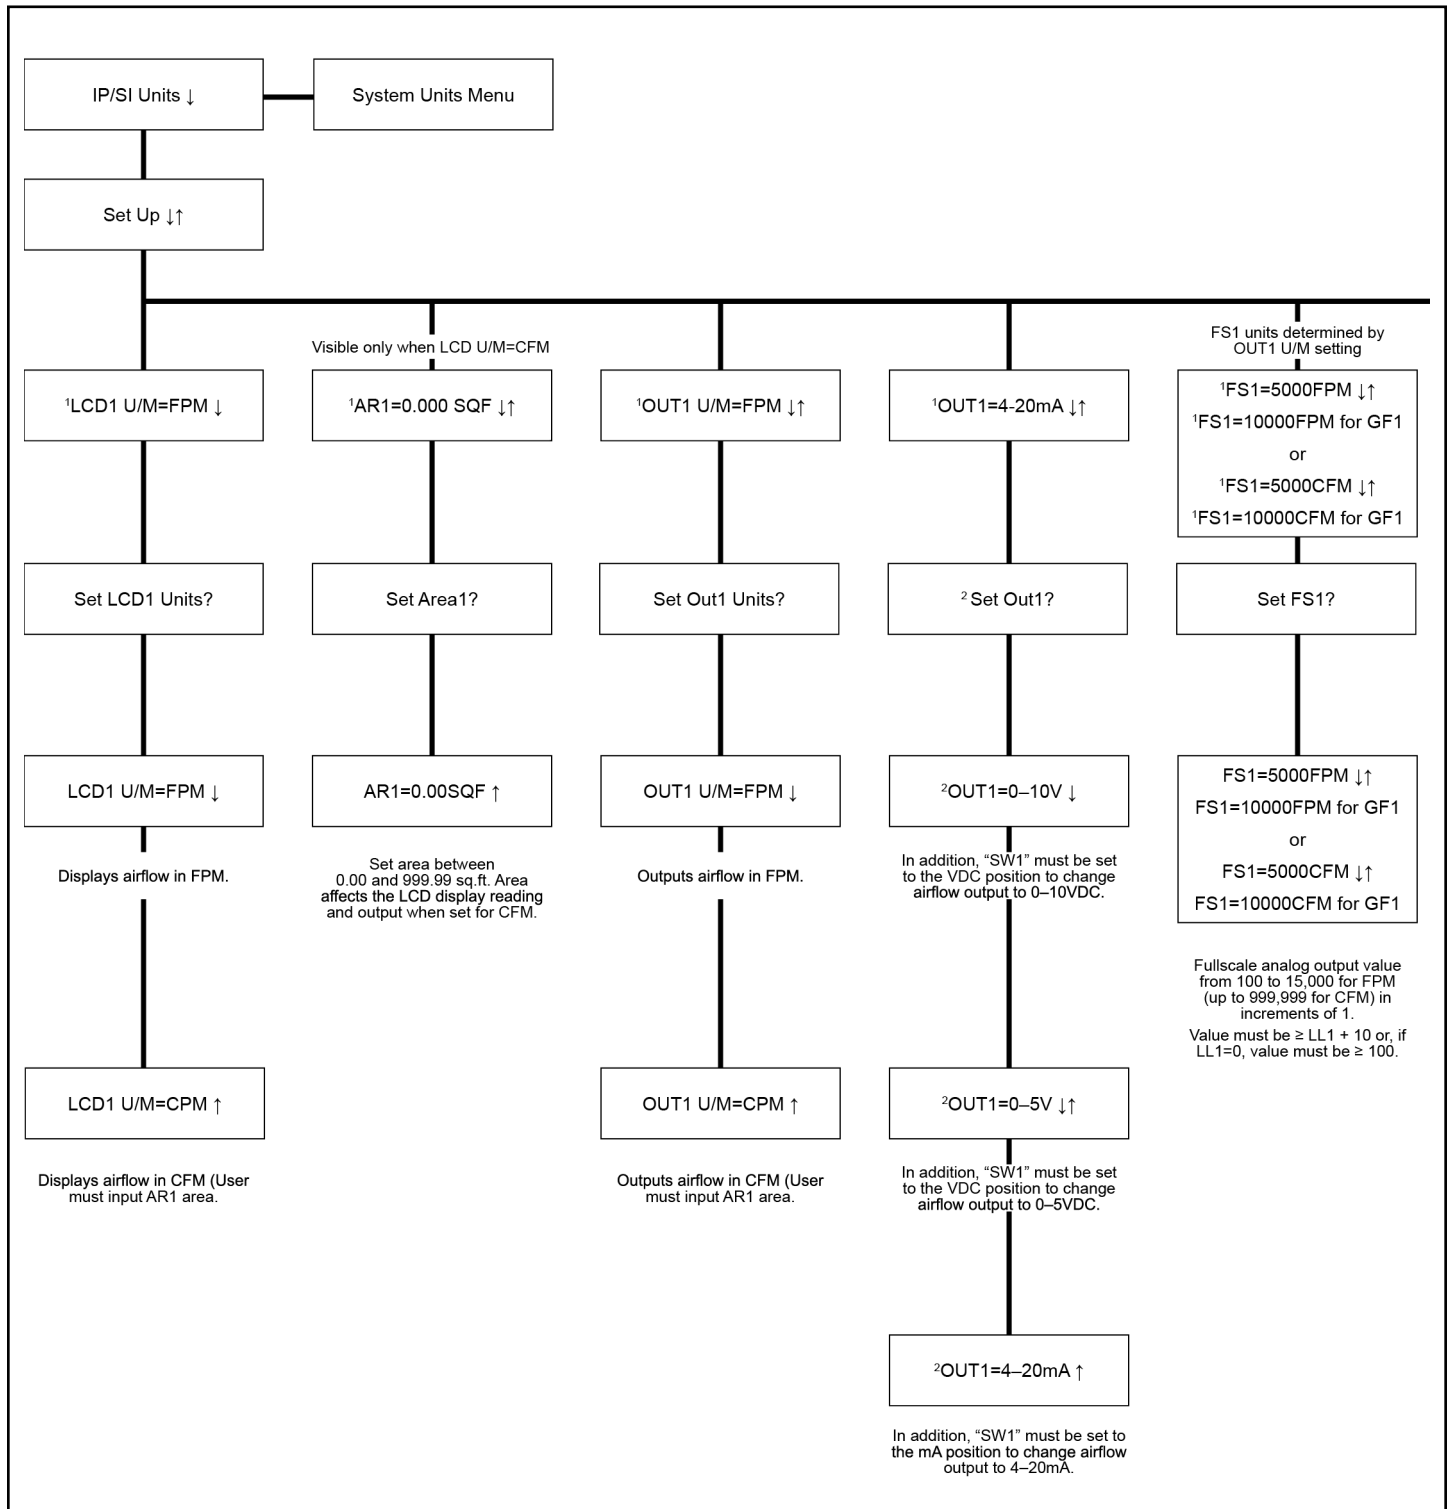 IP/SI Units ↓
System Units Menu
Set Up ↓↑
Visible only when LCD U/M=CFM
FS1 units determined by
OUT1 U/M setting
¹LCD1 U/M=FPM ↓
¹AR1=0.000 SQF ↓↑
¹OUT1 U/M=FPM ↓↑
¹OUT1=4-20mA ↓↑
¹FS1=5000FPM ↓↑
¹FS1=10000FPM for GF1
or
¹FS1=5000CFM ↓↑
¹FS1=10000CFM for GF1
Set LCD1 Units?
Set Area1?
Set Out1 Units?
² Set Out1?
Set FS1?
LCD1 U/M=FPM ↓
AR1=0.00SQF ↑
OUT1 U/M=FPM ↓
²OUT1=0–10V ↓
FS1=5000FPM ↓↑
FS1=10000FPM for GF1
or
FS1=5000CFM ↓↑
FS1=10000CFM for GF1
Displays airflow in FPM.
Set area between
0.00 and 999.99 sq.ft. Area
affects the LCD display reading
and output when set for CFM.
Outputs airflow in FPM.
In addition, “SW1” must be set
to the VDC position to change
airflow output to 0–10VDC.
Fullscale analog output value
from 100 to 15,000 for FPM
(up to 999,999 for CFM) in
increments of 1.
Value must be ≥ LL1 + 10 or, if
LL1=0, value must be ≥ 100.
LCD1 U/M=CPM ↑
OUT1 U/M=CPM ↑
²OUT1=0–5V ↓↑
Displays airflow in CFM (User
must input AR1 area.
Outputs airflow in CFM (User
must input AR1 area.
In addition, “SW1” must be set
to the VDC position to change
airflow output to 0–5VDC.
²OUT1=4–20mA ↑
In addition, “SW1” must be set to
the mA position to change airflow
output to 4–20mA.